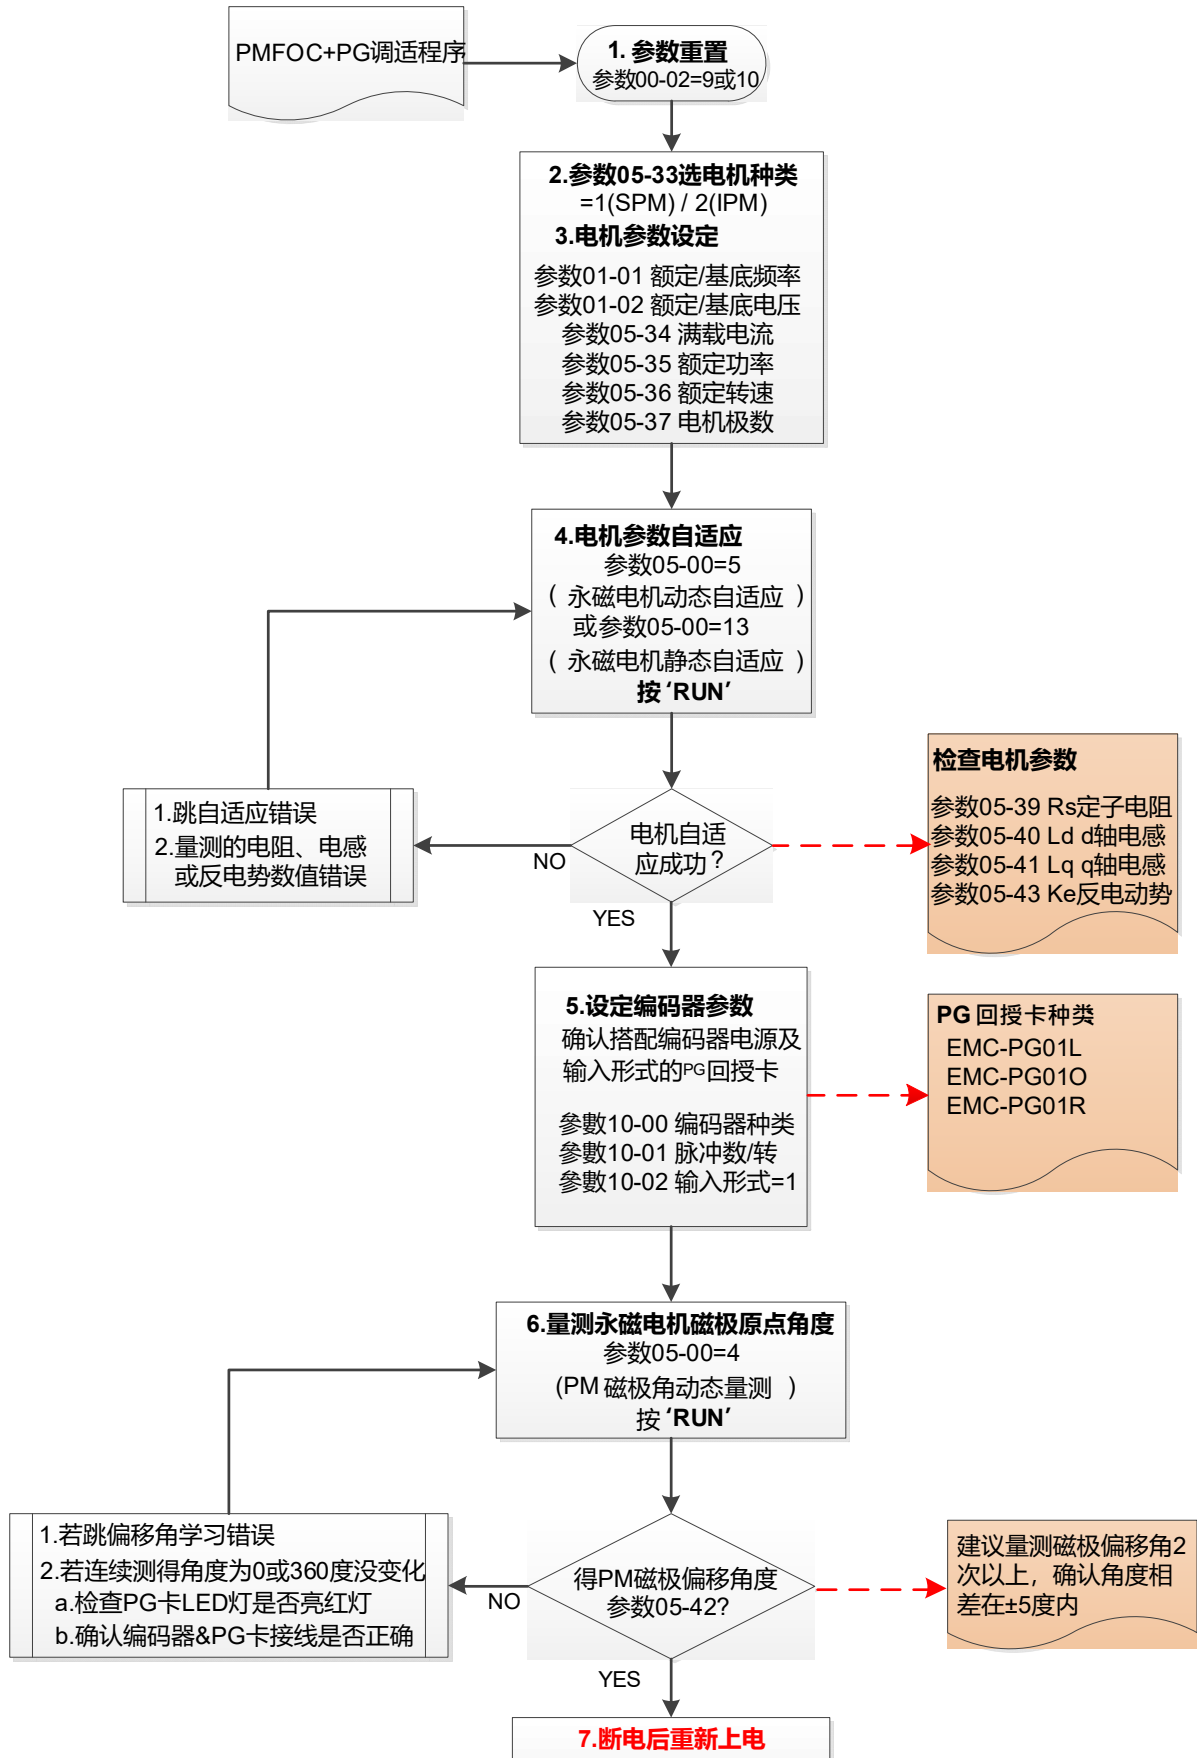 PMFOC+PG调适程序
1. 参数重置
参数00-02=9或10
2.参数05-33选电机种类
=1(SPM) / 2(IPM)
3.电机参数设定
参数01-01 额定/基底频率
参数01-02 额定/基底电压
参数05-34 满载电流
参数05-35 额定功率
参数05-36 额定转速
参数05-37 电机极数
4.电机参数自适应
参数05-00=5
( 永磁电机动态自适应 )
或参数05-00=13
( 永磁电机静态自适应 )
按 ‘RUN’
电机自适
应成功?
NO
YES
1.跳自适应错误
2.量测的电阻、电感
或反电势数值错误
检查电机参数
参数05-39 Rs定子电阻
参数05-40 Ld d轴电感
参数05-41 Lq q轴电感
参数05-43 Ke反电动势
5.设定编码器参数
确认搭配编码器电源及
输入形式的PG回授卡
參數10-00 编码器种类
參數10-01 脉冲数/转
參數10-02 输入形式=1
PG 回授卡种类
EMC-PG01L
EMC-PG01O
EMC-PG01R
6.量测永磁电机磁极原点角度
参数05-00=4
(PM 磁极角动态量测 )
按 ‘RUN’
得PM磁极偏移角度
参数05-42?
NO
YES
1.若跳偏移角学习错误
2.若连续测得角度为0或360度没变化
a.检查PG卡LED灯是否亮红灯
b.确认编码器&PG卡接线是否正确
建议量测磁极偏移角2
次以上，确认角度相
差在±5度内
7.断电后重新上电